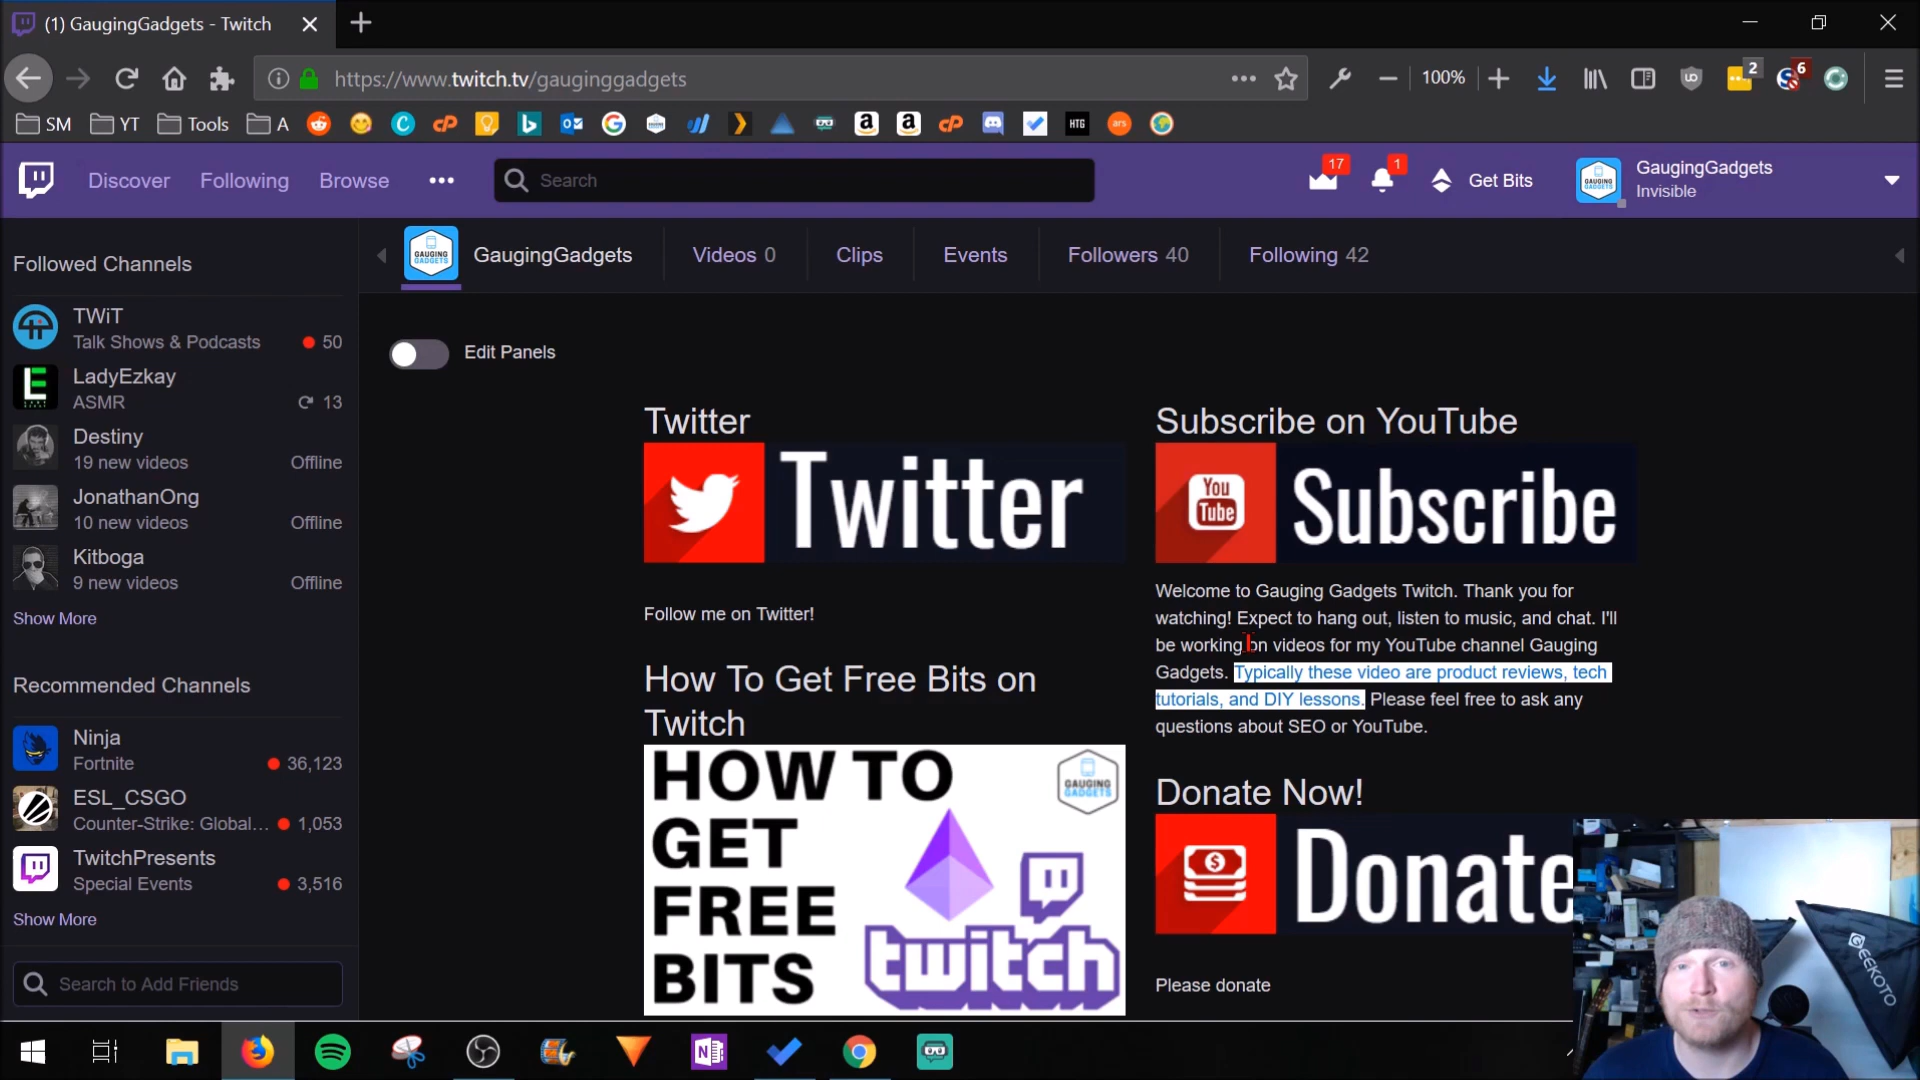 (1) GaugingGadgets - Twitch
https://www.twitch.tv/gauginggadgets
100%
2
6
SM
YT
Tools
A
HTG
ars
Discover
Following
Browse
Search
17
1
Get Bits
GaugingGadgets
Invisible
GaugingGadgets
Videos 0
Clips
Events
Followers 40
Following 42
Followed Channels
TWiT
Talk Shows & Podcasts
50
LadyEzkay
ASMR
13
Destiny
19 new videos
Offline
JonathanOng
10 new videos
Offline
Kitboga
9 new videos
Offline
Show More
Recommended Channels
Ninja
Fortnite
36,123
ESL_CSGO
Counter-Strike: Global...
1,053
TwitchPresents
Special Events
3,516
Show More
Search to Add Friends
Edit Panels
Twitter
Twitter
Follow me on Twitter!
How To Get Free Bits on
Twitch
HOW TO
GET
FREE
BITS
GAUGING
GADGETS
twitch
Subscribe on YouTube
You
Tube
Subscribe
Welcome to Gauging Gadgets Twitch. Thank you for
watching! Expect to hang out, listen to music, and chat. I'll
be working on videos for my YouTube channel Gauging
Gadgets. Typically these video are product reviews, tech
tutorials, and DIY lessons. Please feel free to ask any
questions about SEO or YouTube.
Donate Now!
Donate
Please donate
GEEKOTO